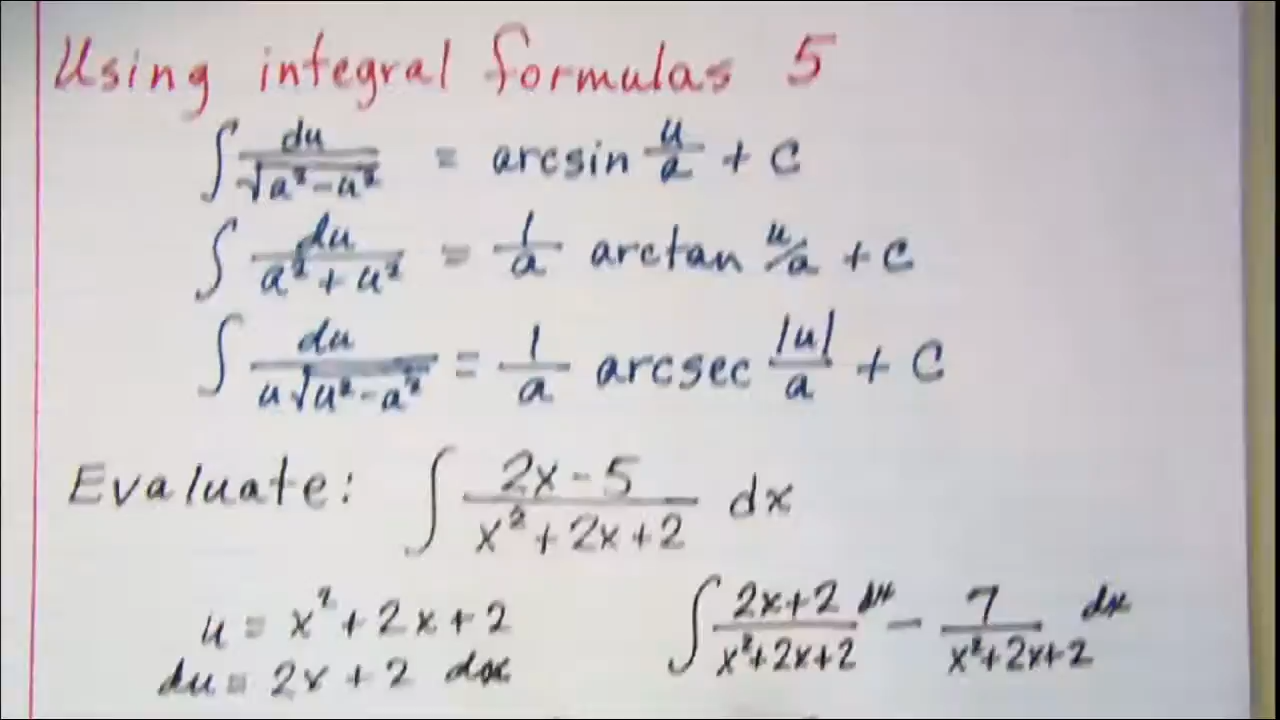 Using integral formulas 5
∫ du/√(a²-u²) = arcsin u/a + C
∫ du/(a²+u²) = 1/a arctan u/a + C
∫ du/(u√(u²-a²)) = 1/a arcsec |u|/a + C
Evaluate: ∫ (2x-5)/(x²+2x+2) dx
u = x²+2x+2
du = 2x+2 dx
∫ (2x+2)/(x²+2x+2) dx - 7/(x²+2x+2) dx